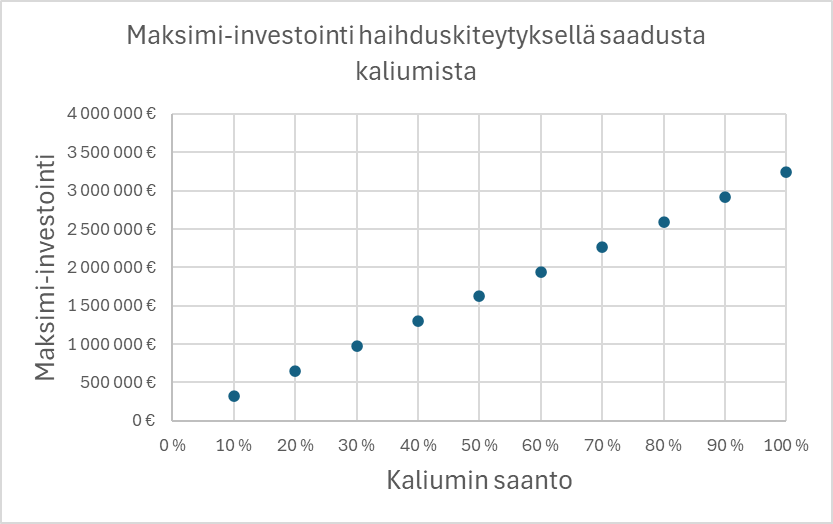 Maksimi-investointi haihduskiteytyksellä saadusta
kaliumista
4 000 000 €
3 500 000 €
3 000 000 €
2 500 000 €
2 000 000 €
1 500 000 €
1 000 000 €
500 000 €
0 €
Maksimi-investointi
0 % 10 % 20 % 30 % 40 % 50 % 60 % 70 % 80 % 90 % 100 %
Kaliumin saanto